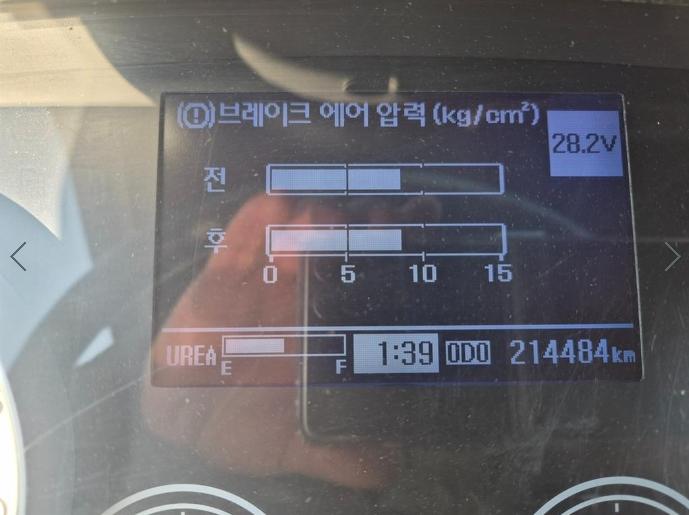 (!)브레이크 에어 압력 (kg/cm²)
28.2V
전
후
0 5 10 15
UREA E F 1:39 ODO 214484km